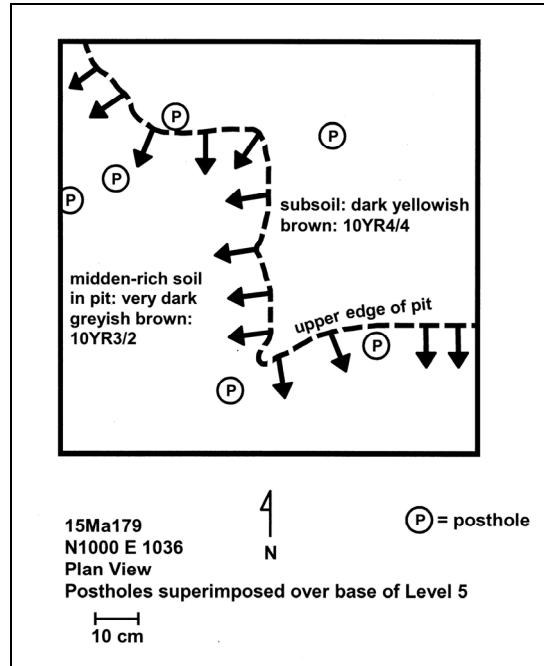 P
P
P
P
subsoil: dark yellowish
brown: 10YR4/4
midden-rich soil
in pit: very dark
greyish brown:
10YR3/2
upper edge of pit
P
P
15Ma179
N1000 E 1036
Plan View
Postholes superimposed over base of Level 5
10 cm
N
P = posthole